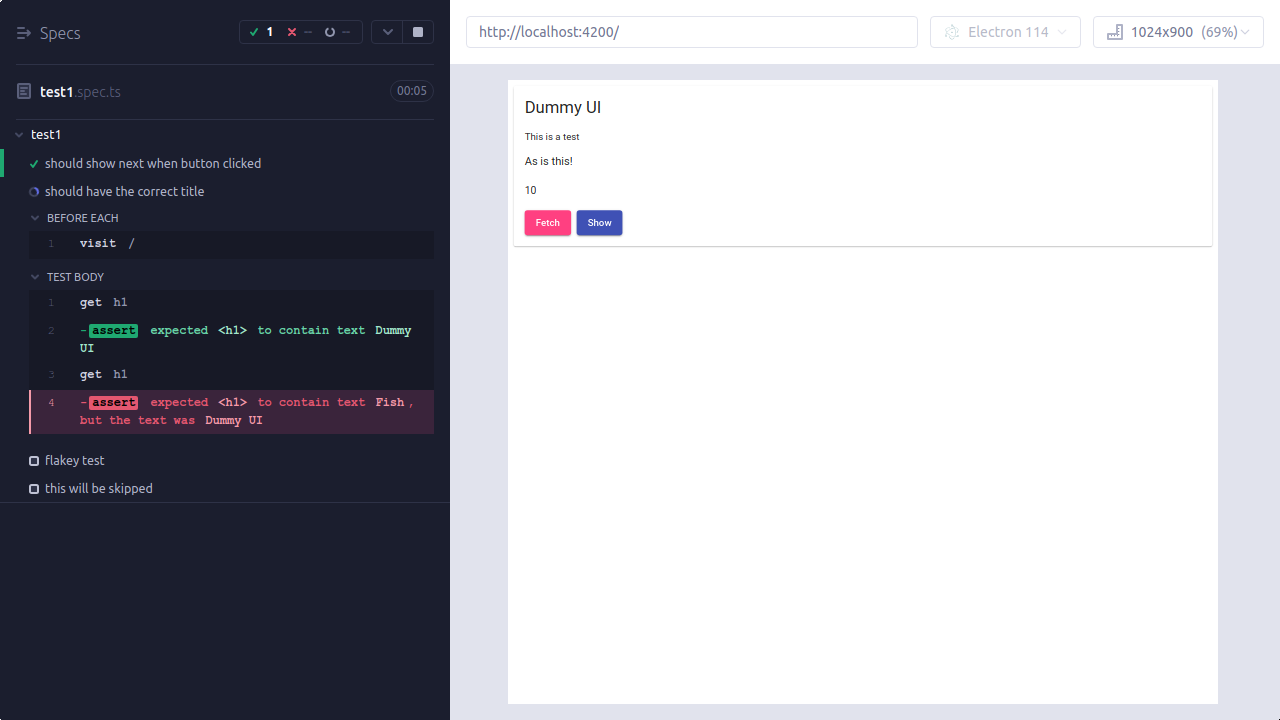 Specs
1 -- --
test1.spec.ts
00:05
test1
should show next when button clicked
should have the correct title
BEFORE EACH
1 visit /
TEST BODY
1 get h1
2 -assert expected <h1> to contain text Dummy
UI
3 get h1
4 -assert expected <h1> to contain text Fish,
but the text was Dummy UI
flakey test
this will be skipped
http://localhost:4200/
Electron 114
1024x900 (69%)
Dummy UI
This is a test
As is this!
10
Fetch
Show